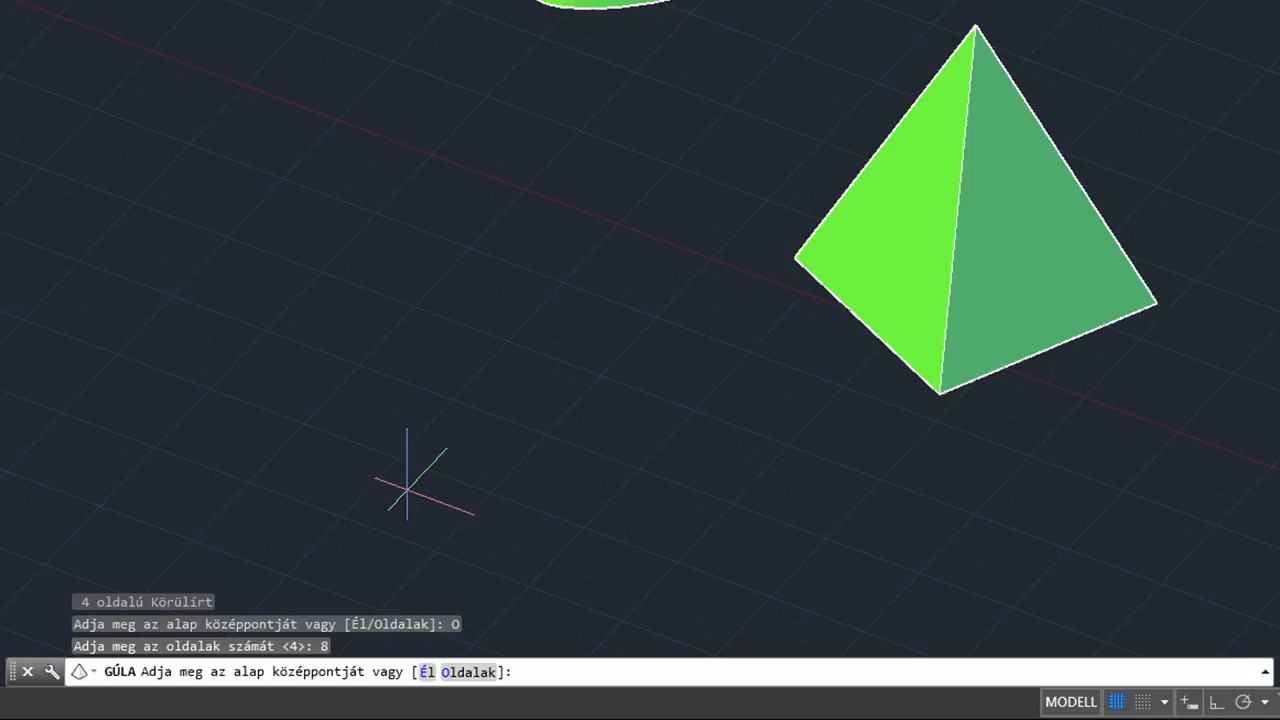 4 oldalú Körülírt
Adja meg az alap középpontját vagy [Él/Oldalak]: O
Adja meg az oldalak számát <4>: 8
GÚLA Adja meg az alap középpontját vagy [Él Oldalak]:
MODELL